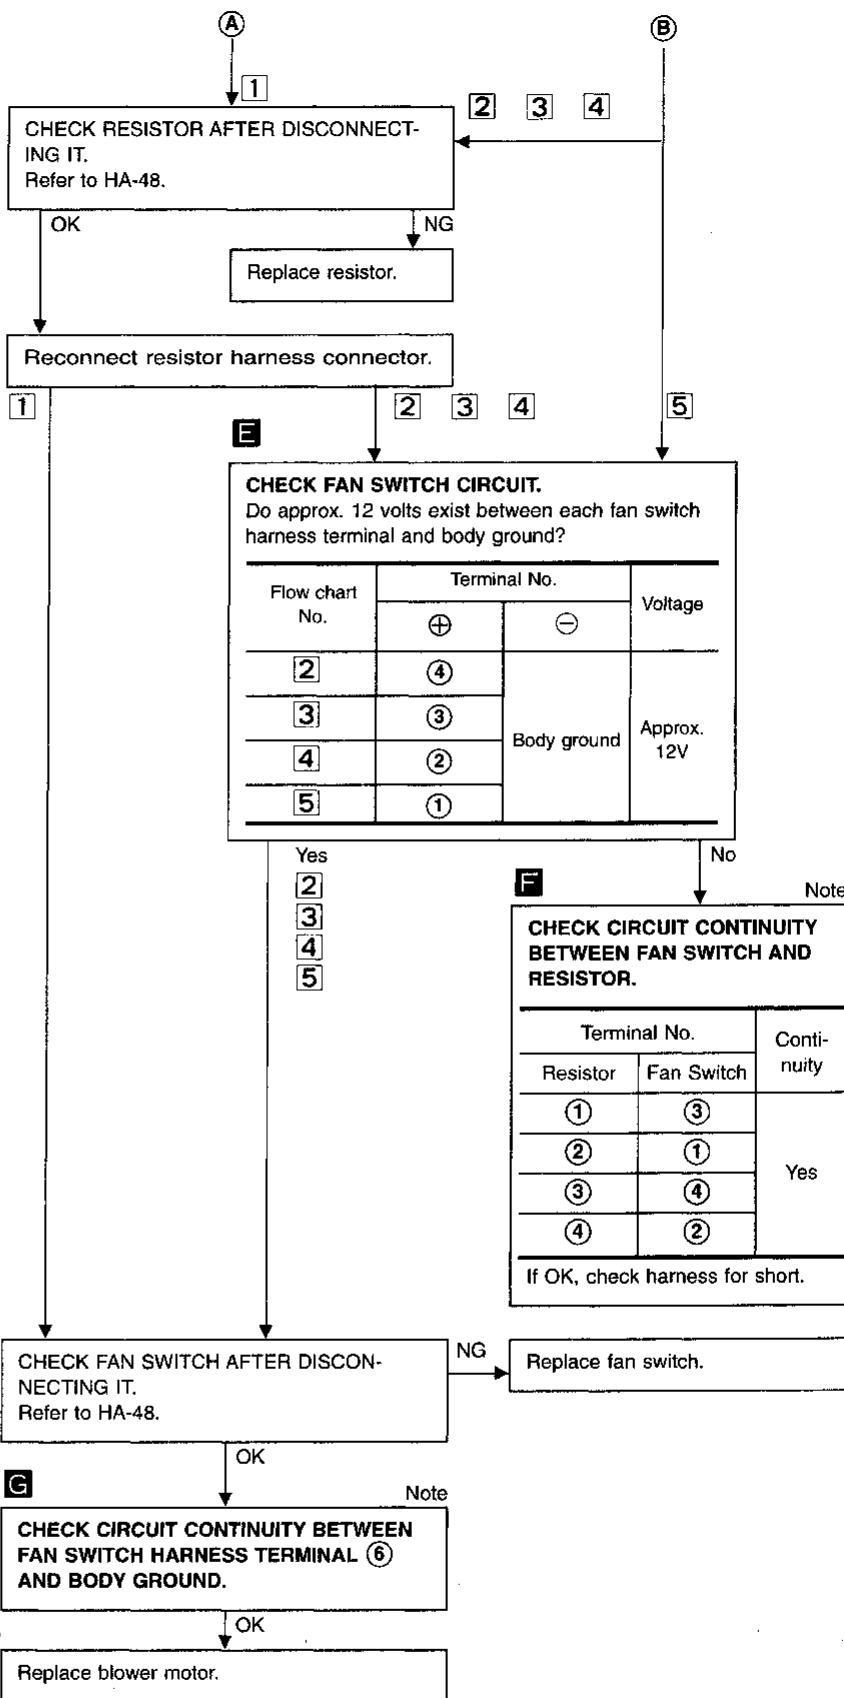 A
B
1
2 3 4
CHECK RESISTOR AFTER DISCONNECT-
ING IT.
Refer to HA-48.
OK
NG
Replace resistor.
Reconnect resistor harness connector.
1
2 3 4
5
E
CHECK FAN SWITCH CIRCUIT.
Do approx. 12 volts exist between each fan switch
harness terminal and body ground?
Flow chart
No.
Terminal No.
Voltage
⊕ ⊖
2 ④
3 ③
4 ②
5 ①
Body ground
Approx.
12V
Yes
2
3
4
5
No
F
Note
CHECK CIRCUIT CONTINUITY
BETWEEN FAN SWITCH AND
RESISTOR.
Terminal No.
Conti-
nuity
Resistor Fan Switch
① ③
② ①
③ ④
④ ②
Yes
If OK, check harness for short.
CHECK FAN SWITCH AFTER DISCON-
NECTING IT.
Refer to HA-48.
NG
Replace fan switch.
OK
G
Note
CHECK CIRCUIT CONTINUITY BETWEEN
FAN SWITCH HARNESS TERMINAL ⑥
AND BODY GROUND.
OK
Replace blower motor.